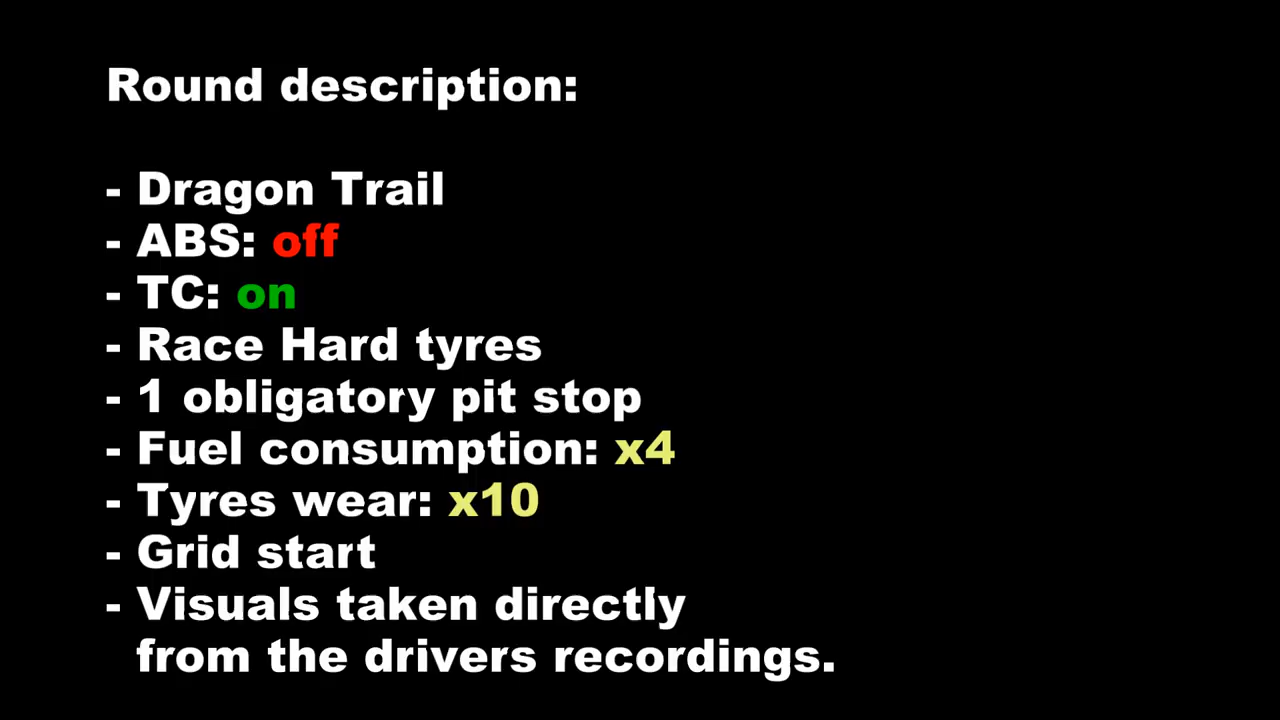 Round description:
- Dragon Trail
- ABS: off
- TC: on
- Race Hard tyres
- 1 obligatory pit stop
- Fuel consumption: x4
- Tyres wear: x10
- Grid start
- Visuals taken directly
from the drivers recordings.